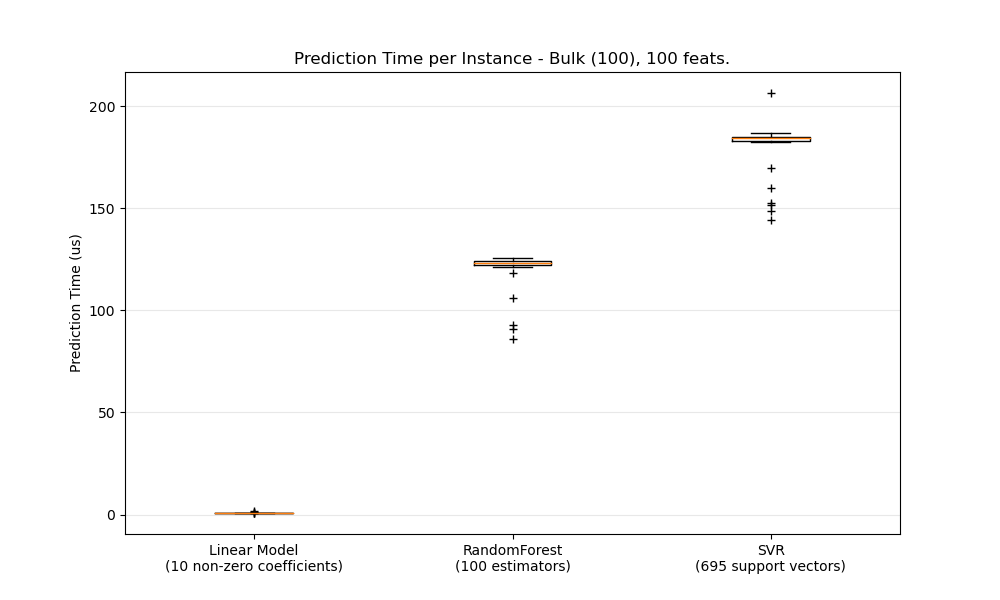 Prediction Time per Instance - Bulk (100), 100 feats.
Prediction Time (us)
200
150
100
50
0
Linear Model
(10 non-zero coefficients)
RandomForest
(100 estimators)
SVR
(695 support vectors)